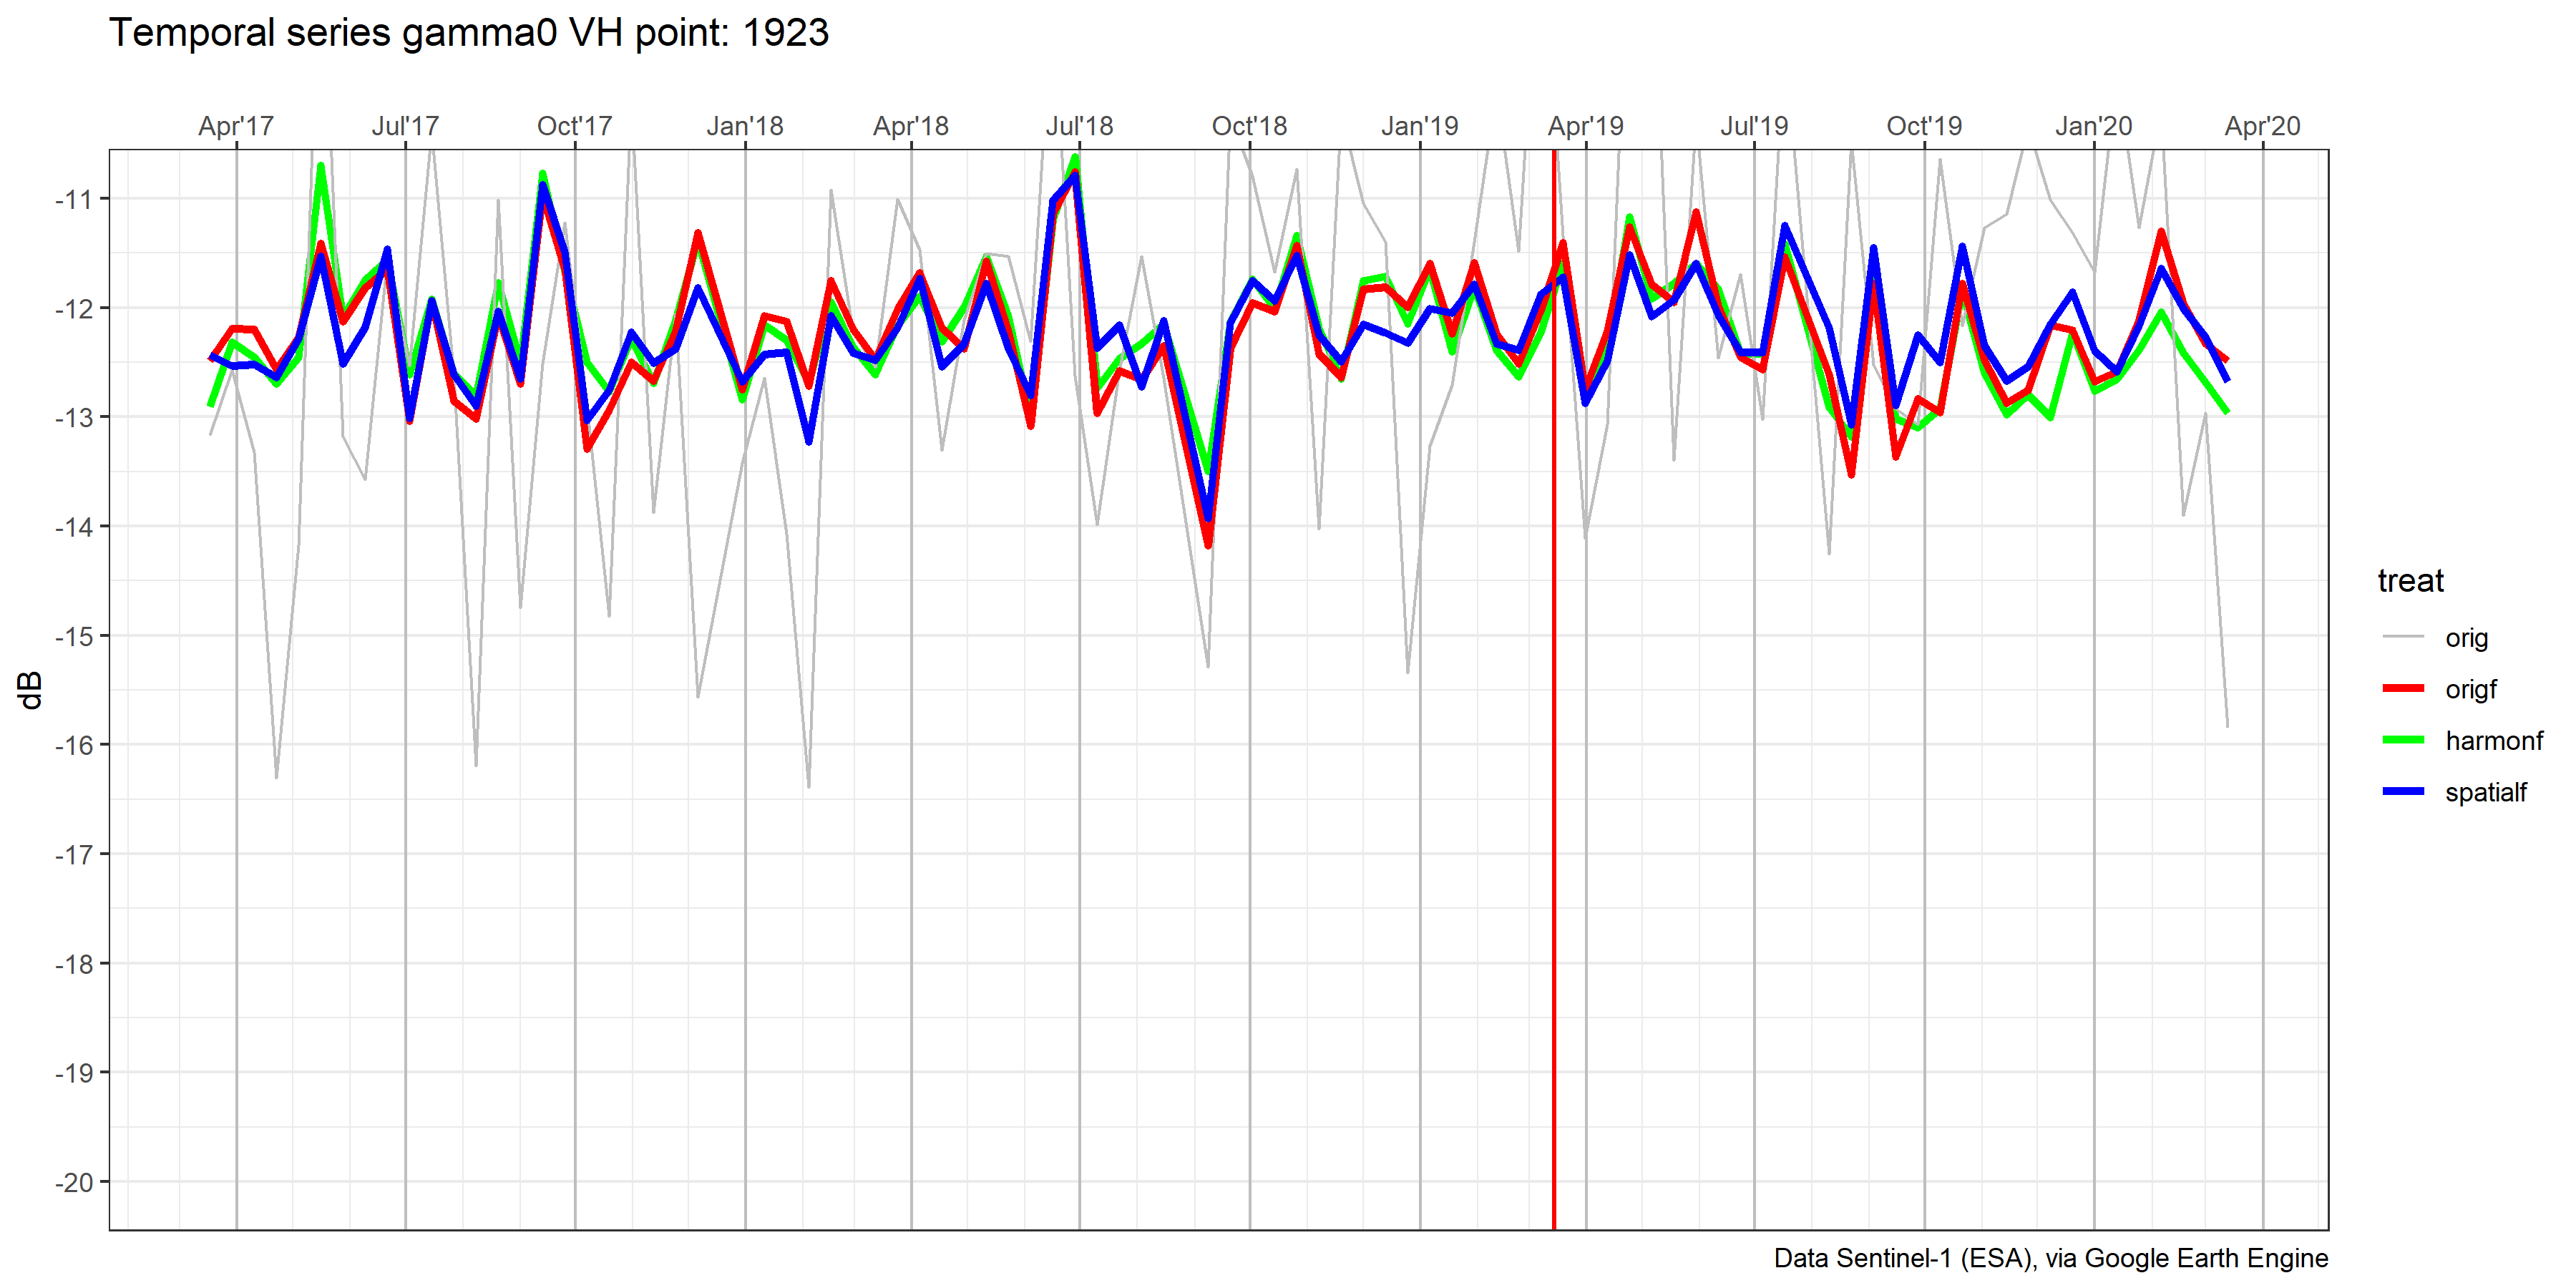 Temporal series gamma0 VH point: 1923
Apr'17 Jul'17 Oct'17 Jan'18 Apr'18 Jul'18 Oct'18 Jan'19 Apr'19 Jul'19 Oct'19 Jan'20 Apr'20
-11
-12
-13
-14
-15
-16
-17
-18
-19
-20
dB
treat
orig
origf
harmonf
spatialf
Data Sentinel-1 (ESA), via Google Earth Engine